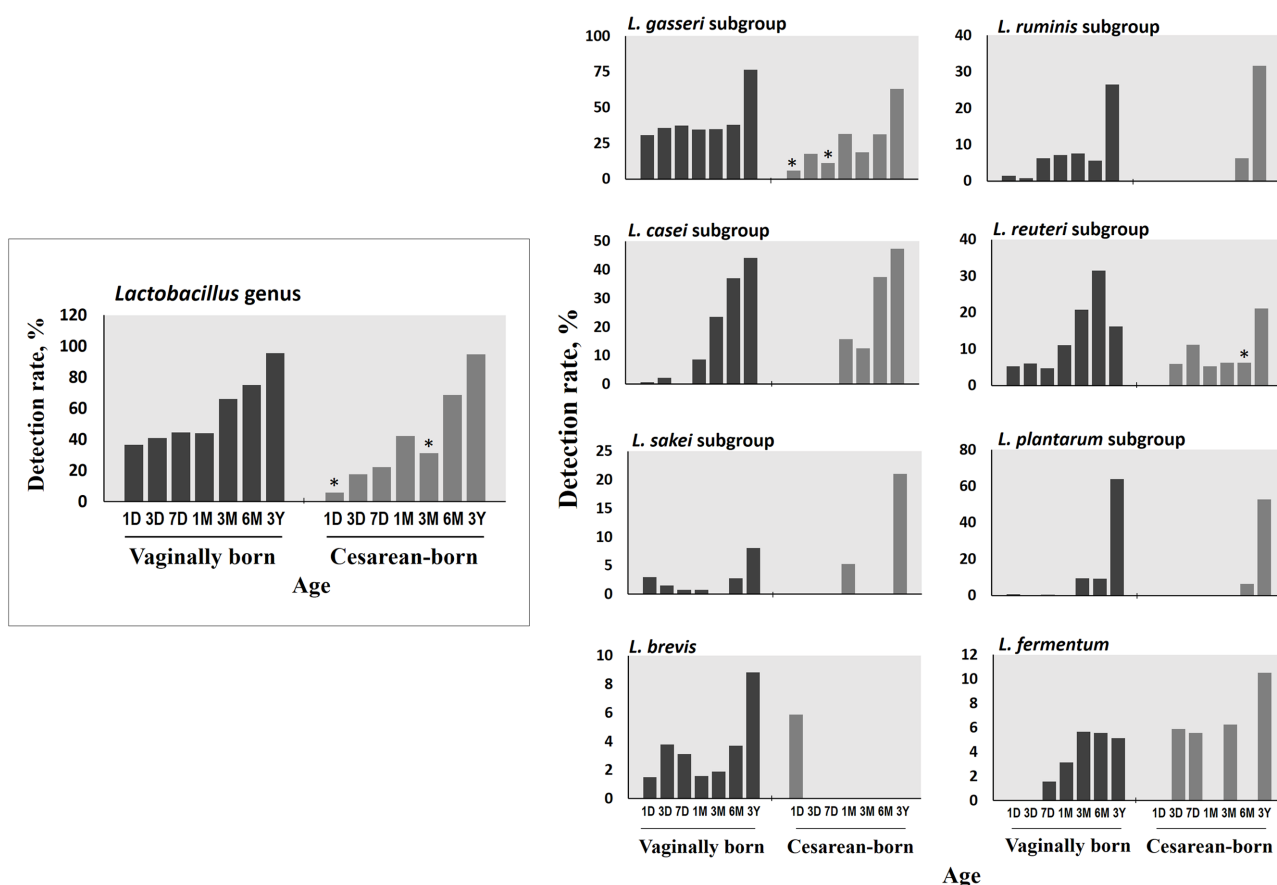 Lactobacillus genus
Detection rate, %
120
100
80
60
40
20
0
*
*
1D 3D 7D 1M 3M 6M 3Y 1D 3D 7D 1M 3M 6M 3Y
Vaginally born Cesarean-born
Age
Detection rate, %
L. gasseri subgroup
100
75
50
25
0
* *
L. ruminis subgroup
40
30
20
10
0
L. casei subgroup
50
40
30
20
10
0
L. reuteri subgroup
40
30
20
10
0
*
L. sakei subgroup
25
20
15
10
5
0
L. plantarum subgroup
80
60
40
20
0
L. brevis
10
8
6
4
2
0
1D 3D 7D 1M 3M 6M 3Y 1D 3D 7D 1M 3M 6M 3Y
Vaginally born Cesarean-born
L. fermentum
12
10
8
6
4
2
0
1D 3D 7D 1M 3M 6M 3Y 1D 3D 7D 1M 3M 6M 3Y
Vaginally born Cesarean-born
Age